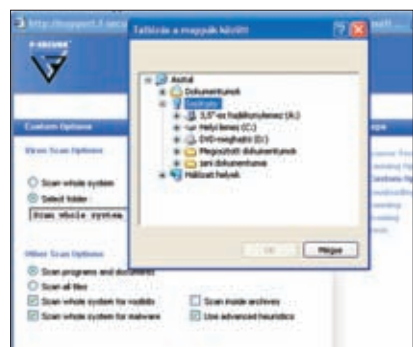 http://support.f-secure
Tallózás a mappák között
F-SECURE
Asztal
Dokumentumok
Sajátgép
3,5"-es hajlékonylemez (A:)
Helyi lemez (C:)
DVD-meghajtó (D:)
Megosztott dokumentumok
dokumentumai
Hálózati helyek
Mégse
Custom Options
Virus Scan Options
Scan whole system
Select folder:
Scan whole system
Other Scan Options
Scan programs and documents
Scan all files
Scan whole system for rootkits
Scan inside archives
Scan whole system for malware
Use advanced heuristics